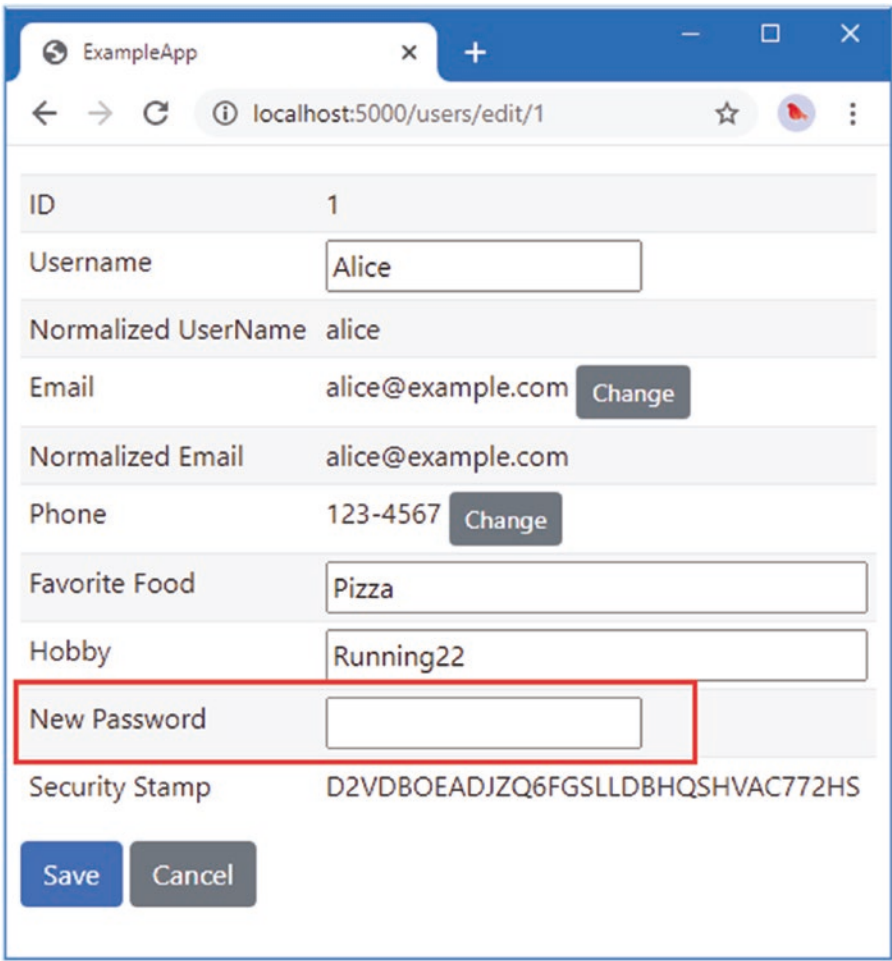 ExampleApp
localhost:5000/users/edit/1
ID 1
Username Alice
Normalized UserName alice
Email alice@example.com Change
Normalized Email alice@example.com
Phone 123-4567 Change
Favorite Food Pizza
Hobby Running22
New Password
Security Stamp D2VDBOEADJZQ6FGSLLDBHQSHVAC772HS
Save Cancel